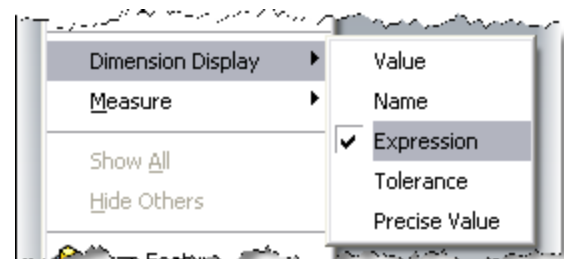 Dimension Display
Measure
Show All
Hide Others
Value
Name
Expression
Tolerance
Precise Value